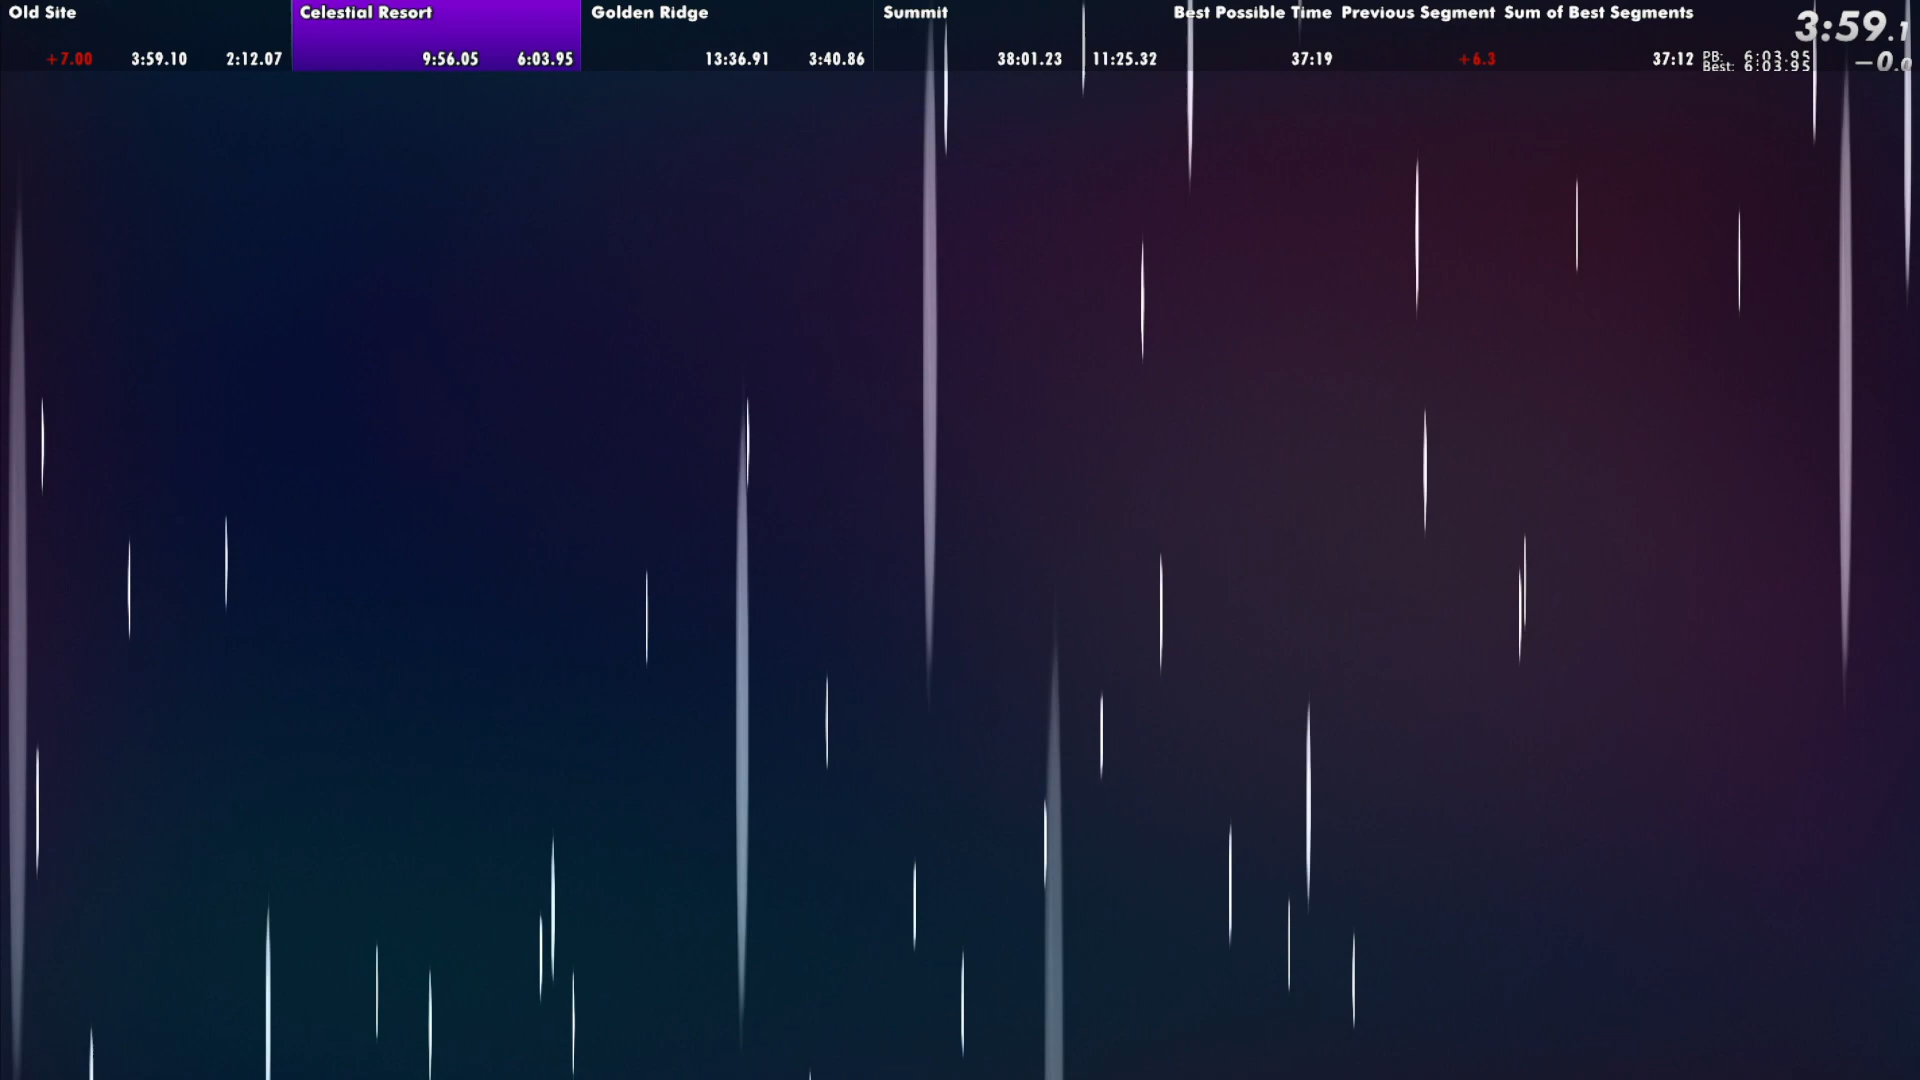 Old Site
+7.00 3:59.10 2:12.07
Celestial Resort
9:56.05 6:03.95
Golden Ridge
13:36.91 3:40.86
Summit
38:01.23 11:25.32
Best Possible Time
37:19
Previous Segment
+6.3
Sum of Best Segments
37:12
3:59.1
PB: 6:03.95
Best: 6:03.95
−0.0